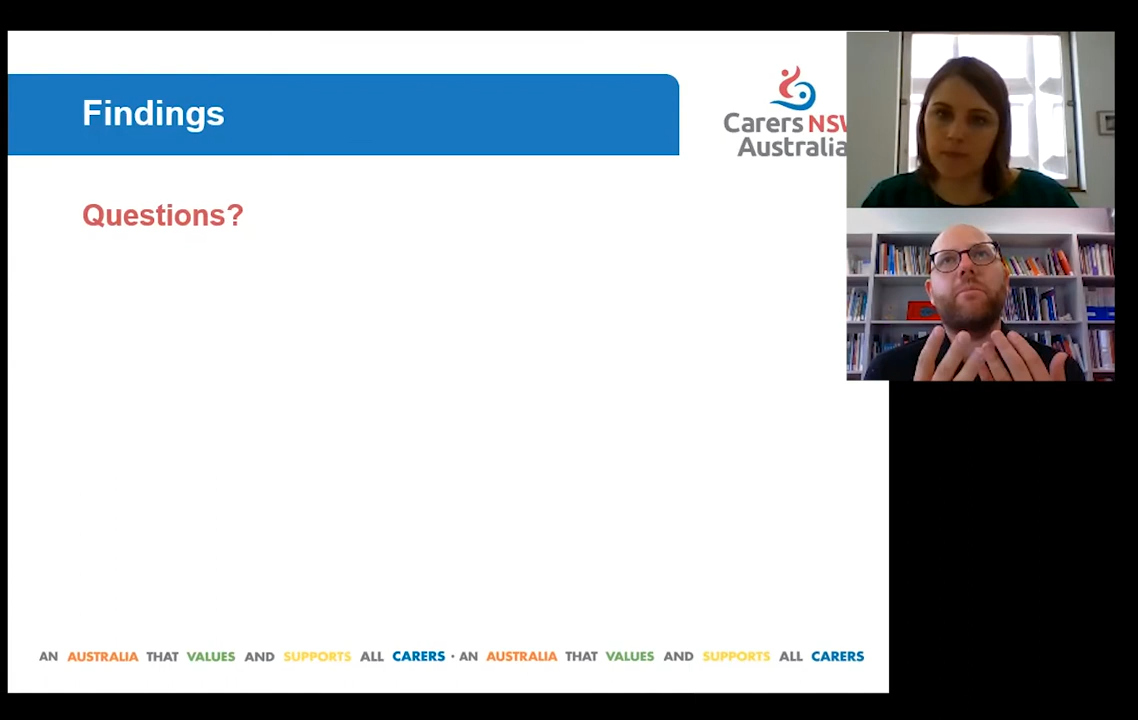 Findings
Carers NSW
Australia
Questions?
AN AUSTRALIA THAT VALUES AND SUPPORTS ALL CARERS · AN AUSTRALIA THAT VALUES AND SUPPORTS ALL CARERS